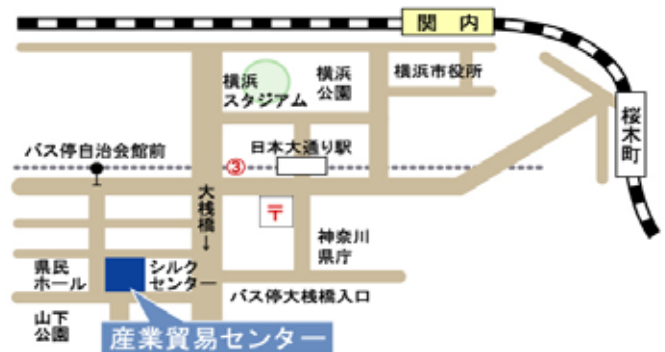 関 内
横浜
スタジアム
横浜
公園
横浜市役所
桜木町
バス停自治会館前
③
日本大通り駅
大桟橋↓
〒
神奈川
県庁
県民
ホール
シルク
センター
バス停大桟橋入口
山下
公園
産業貿易センター